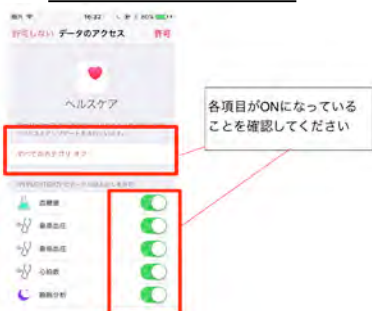 16:32
80%
許可しない データのアクセス 許可
ヘルスケア
すべてのカテゴリオフ
各項目がONになっている
ことを確認してください
血糖値
最高血圧
最低血圧
心拍数
睡眠分析